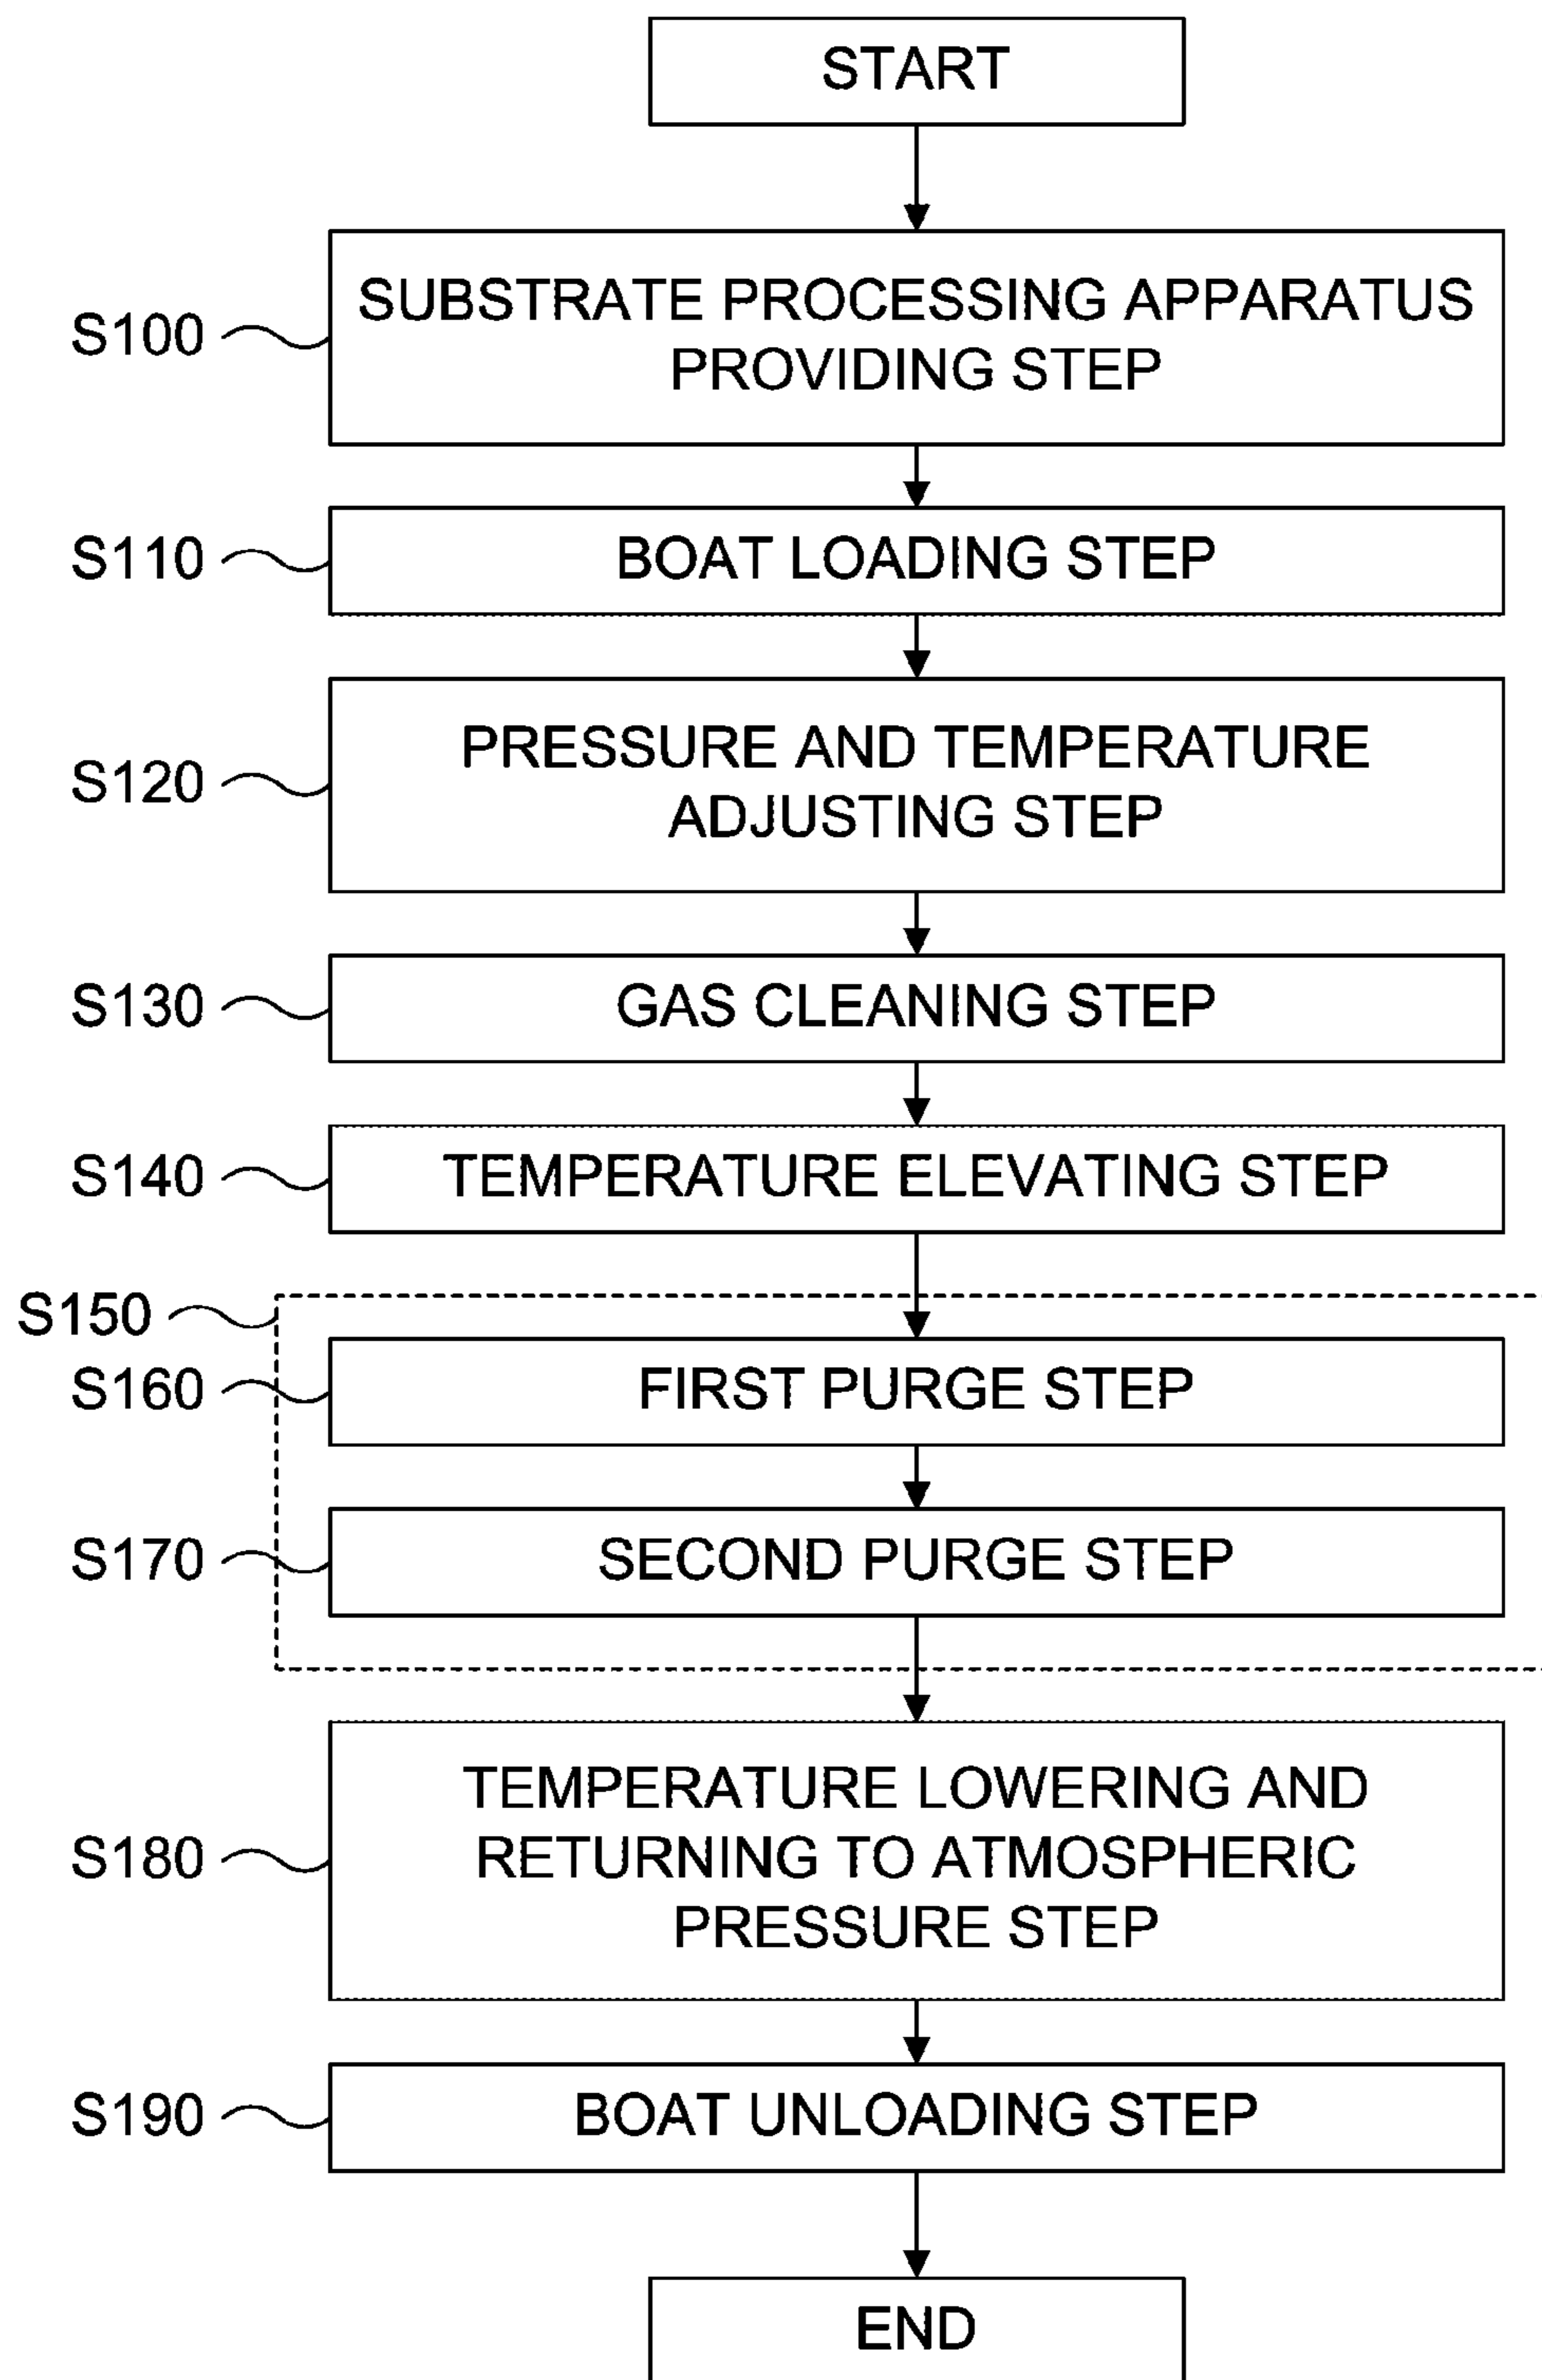 START
S100
SUBSTRATE PROCESSING APPARATUS
PROVIDING STEP
S110
BOAT LOADING STEP
S120
PRESSURE AND TEMPERATURE
ADJUSTING STEP
S130
GAS CLEANING STEP
S140
TEMPERATURE ELEVATING STEP
S150
S160
FIRST PURGE STEP
S170
SECOND PURGE STEP
S180
TEMPERATURE LOWERING AND
RETURNING TO ATMOSPHERIC
PRESSURE STEP
S190
BOAT UNLOADING STEP
END